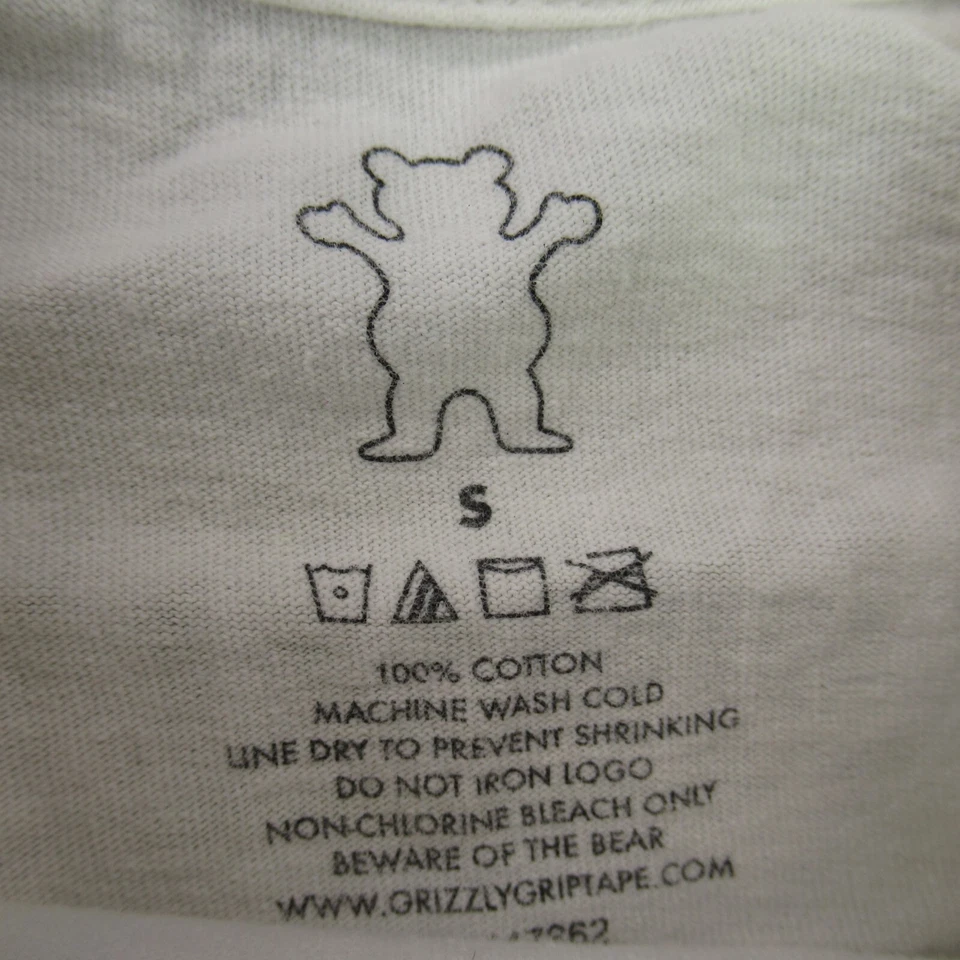 S
100% COTTON
MACHINE WASH COLD
LINE DRY TO PREVENT SHRINKING
DO NOT IRON LOGO
NON-CHLORINE BLEACH ONLY
BEWARE OF THE BEAR
WWW.GRIZZLYGRIPTAPE.COM